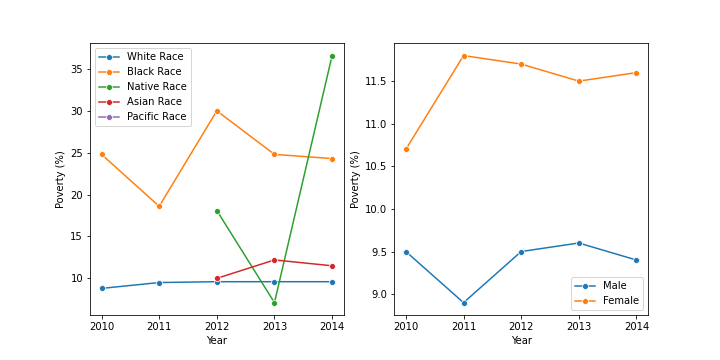 White Race
Black Race
Native Race
Asian Race
Pacific Race
Poverty (%)
35
30
25
20
15
10
2010 2011 2012 2013 2014
Year
Poverty (%)
11.5
11.0
10.5
10.0
9.5
9.0
Male
Female
2010 2011 2012 2013 2014
Year